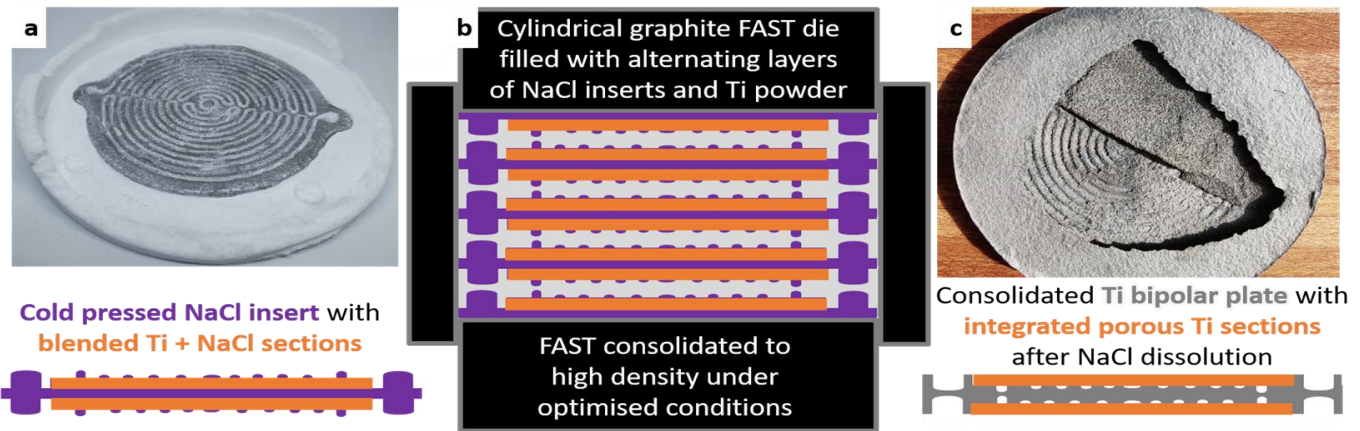 a
Cold pressed NaCl insert with
blended Ti + NaCl sections
b
Cylindrical graphite FAST die
filled with alternating layers
of NaCl inserts and Ti powder
FAST consolidated to
high density under
optimised conditions
c
Consolidated Ti bipolar plate with
integrated porous Ti sections
after NaCl dissolution